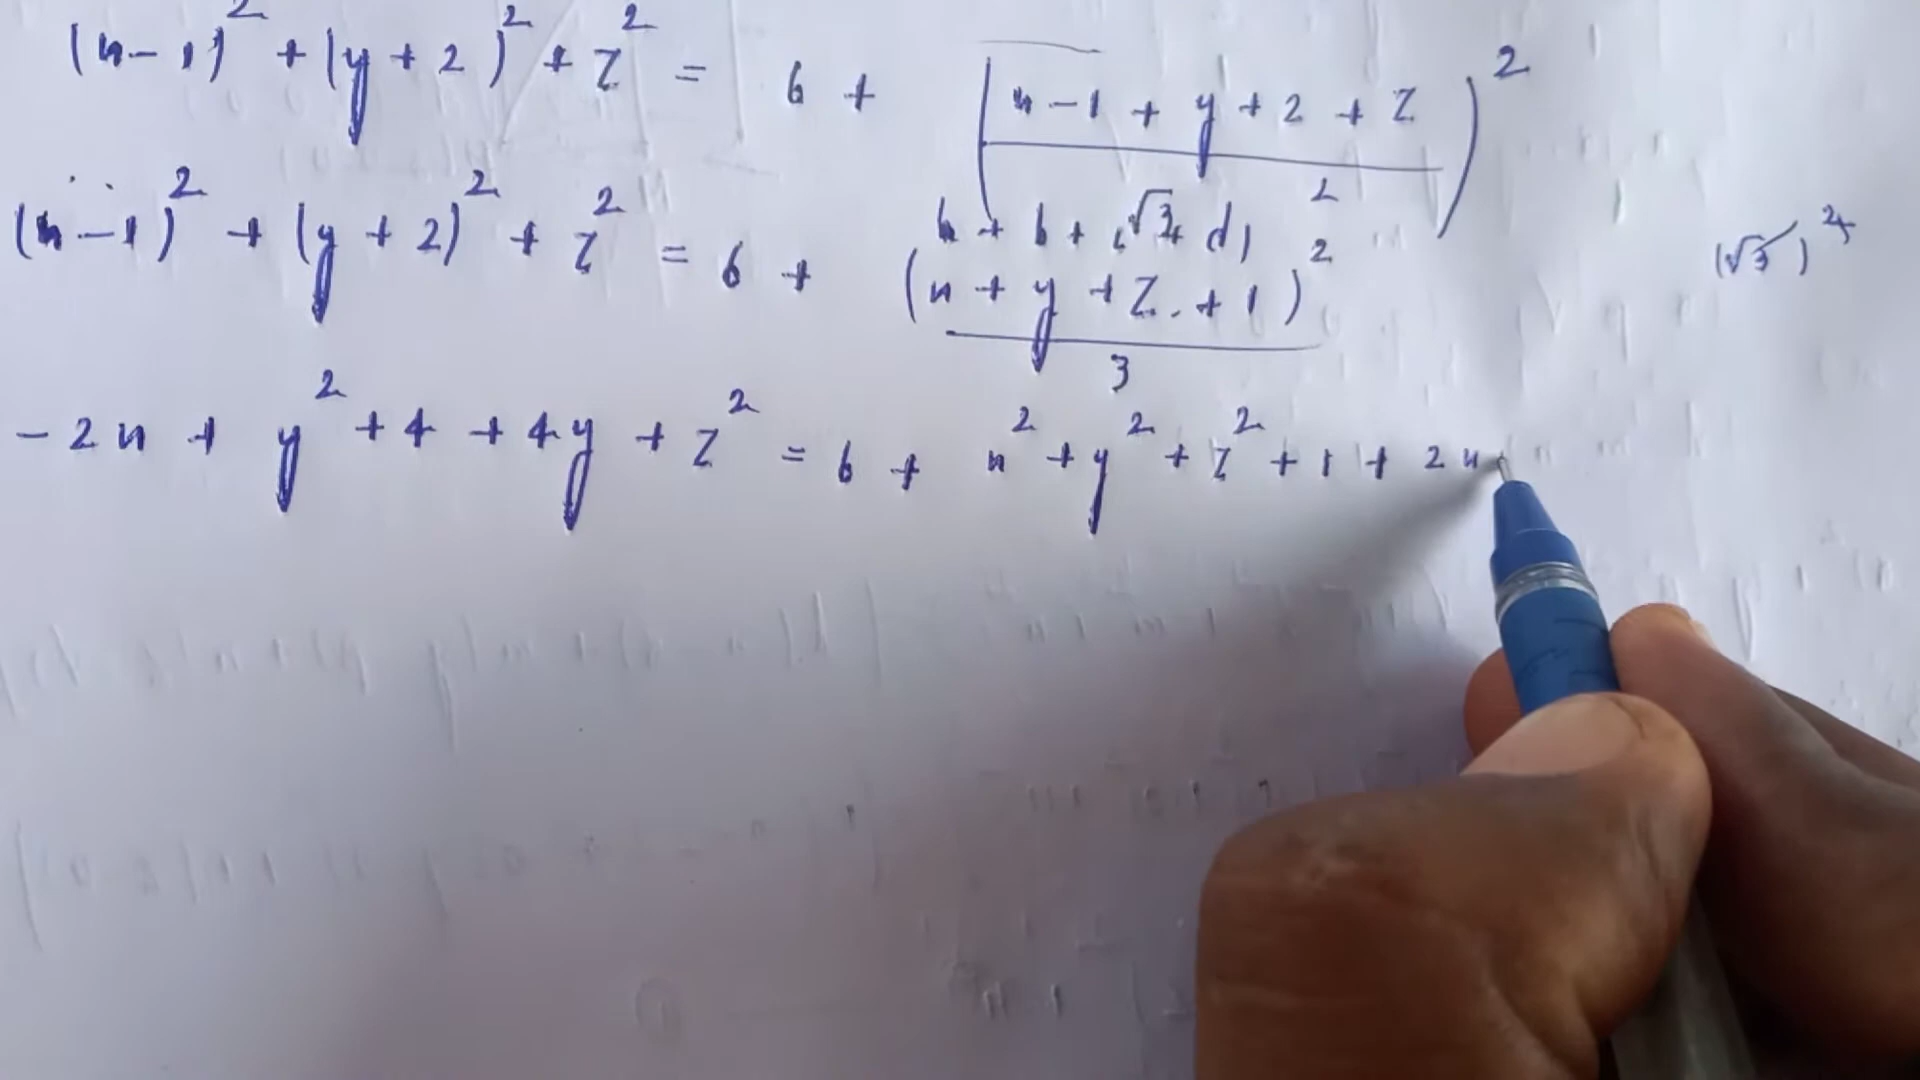 (x-1)² + (y+2)² + z² = 6 + (x-1 + y+2 + z)²
(x-1)² + (y+2)² + z² = 6 + (x + y + z + 1)²
3
(√3)²
-2x + y² + 4 + 4y + z² = 6 + x² + y² + z² + 1 + 2x